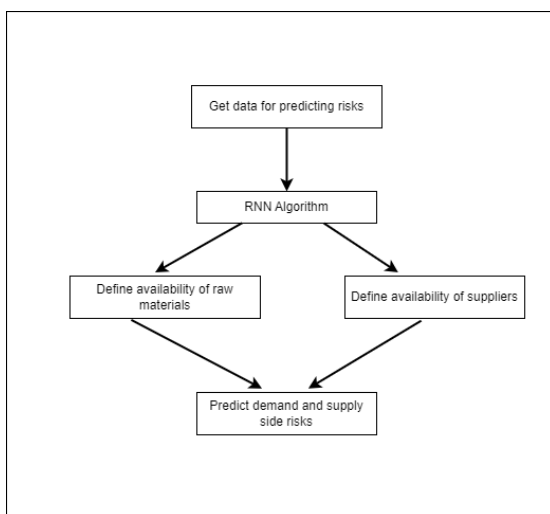 Get data for predicting risks
RNN Algorithm
Define availability of raw
materials
Define availability of suppliers
Predict demand and supply
side risks